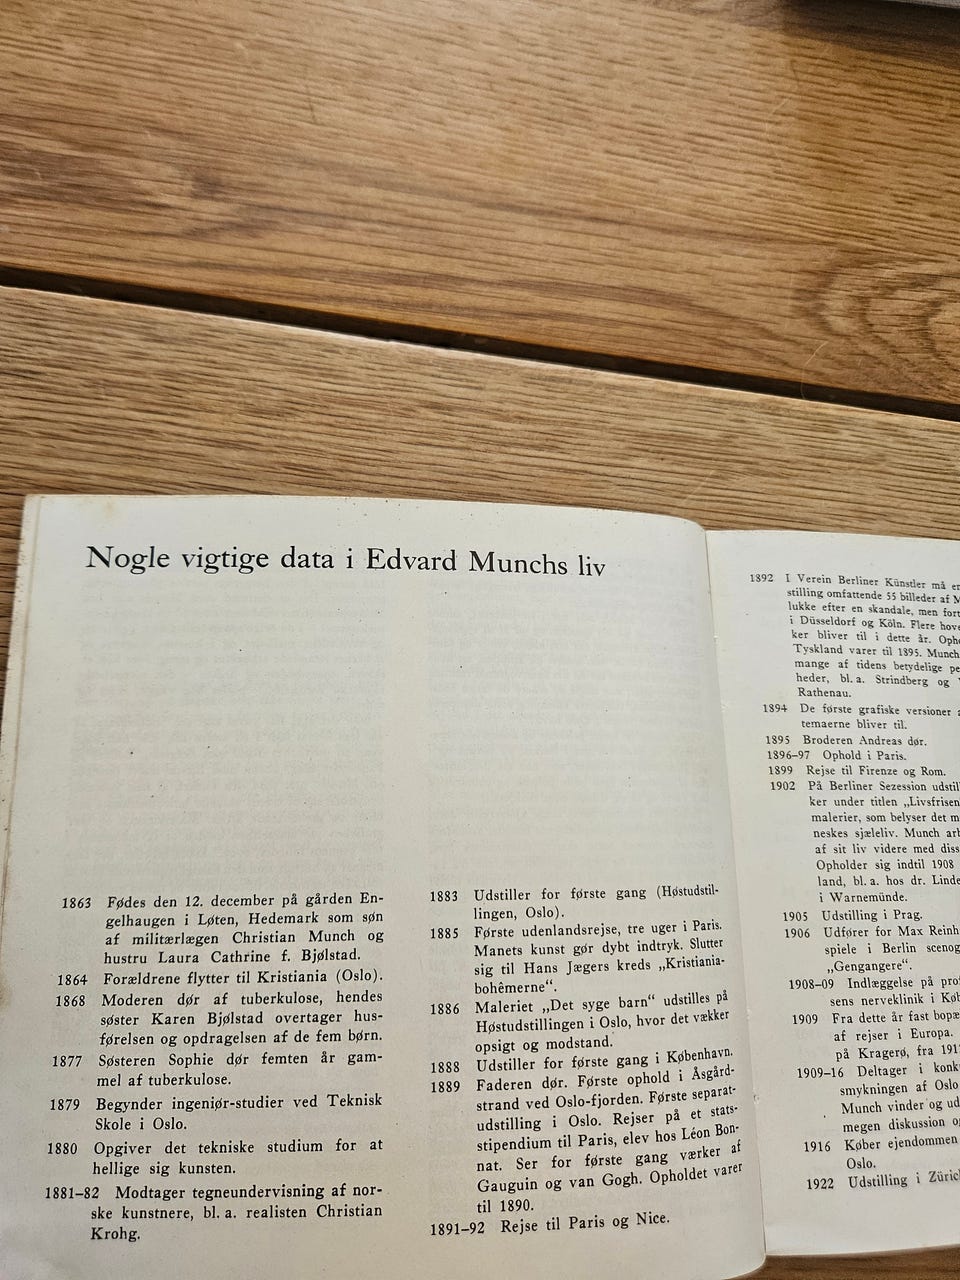 Nogle vigtige data i Edvard Munchs liv
1863 Fødes den 12. december på gården En-
gelhaugen i Løten, Hedemark som søn
af militærlægen Christian Munch og
hustru Laura Cathrine f. Bjølstad.
1864 Forældrene flytter til Kristiania (Oslo).
1868 Moderen dør af tuberkulose, hendes
søster Karen Bjølstad overtager hus-
førelsen og opdragelsen af de fem børn.
1877 Søsteren Sophie dør femten år gam-
mel af tuberkulose.
1879 Begynder ingeniør-studier ved Teknisk
Skole i Oslo.
1880 Opgiver det tekniske studium for at
hellige sig kunsten.
1881–82 Modtager tegneundervisning af nor-
ske kunstnere, bl. a. realisten Christian
Krohg.
1883 Udstiller for første gang (Høstudstil-
lingen, Oslo).
1885 Første udenlandsrejse, tre uger i Paris.
Manets kunst gør dybt indtryk. Slutter
sig til Hans Jægers kreds „Kristiania-
bohêmerne“.
1886 Maleriet „Det syge barn“ udstilles på
Høstudstillingen i Oslo, hvor det vækker
opsigt og modstand.
1888 Udstiller for første gang i København.
1889 Faderen dør. Første ophold i Åsgård-
strand ved Oslo-fjorden. Første separat-
udstilling i Oslo. Rejser på et stats-
stipendium til Paris, elev hos Léon Bon-
nat. Ser for første gang værker af
Gauguin og van Gogh. Opholdet varer
til 1890.
1891–92 Rejse til Paris og Nice.
1892 I Verein Berliner Künstler må
stilling omfattende 55 billeder af
lukke efter en skandale, men
i Düsseldorf og Köln. Flere
ker bliver til i dette år.
Tyskland varer til 1895. Munch
mange af tidens betydelige
heder, bl. a. Strindberg og
Rathenau.
1894 De første grafiske versioner
temaerne bliver til.
1895 Broderen Andreas dør.
1896–97 Ophold i Paris.
1899 Rejse til Firenze og Rom.
1902 På Berliner Sezession
ker under titlen „Livsfrisen
malerier, som belyser det
neskes sjæleliv. Munch
af sit liv videre med
Opholder sig indtil 1908
land, bl. a. hos dr. Linde
i Warnemünde.
1905 Udstilling i Prag.
1906 Udfører for Max
spiele i Berlin
„Gengangere“.
1908–09 Indlæggelse på
sens nerveklinik i
1909 Fra dette år fast
af rejser i Europa.
på Kragerø, fra
1909–16 Deltager i
smykningen af Oslo
Munch vinder og
megen diskussion
1916 Køber ejendommen
Oslo.
1922 Udstilling i